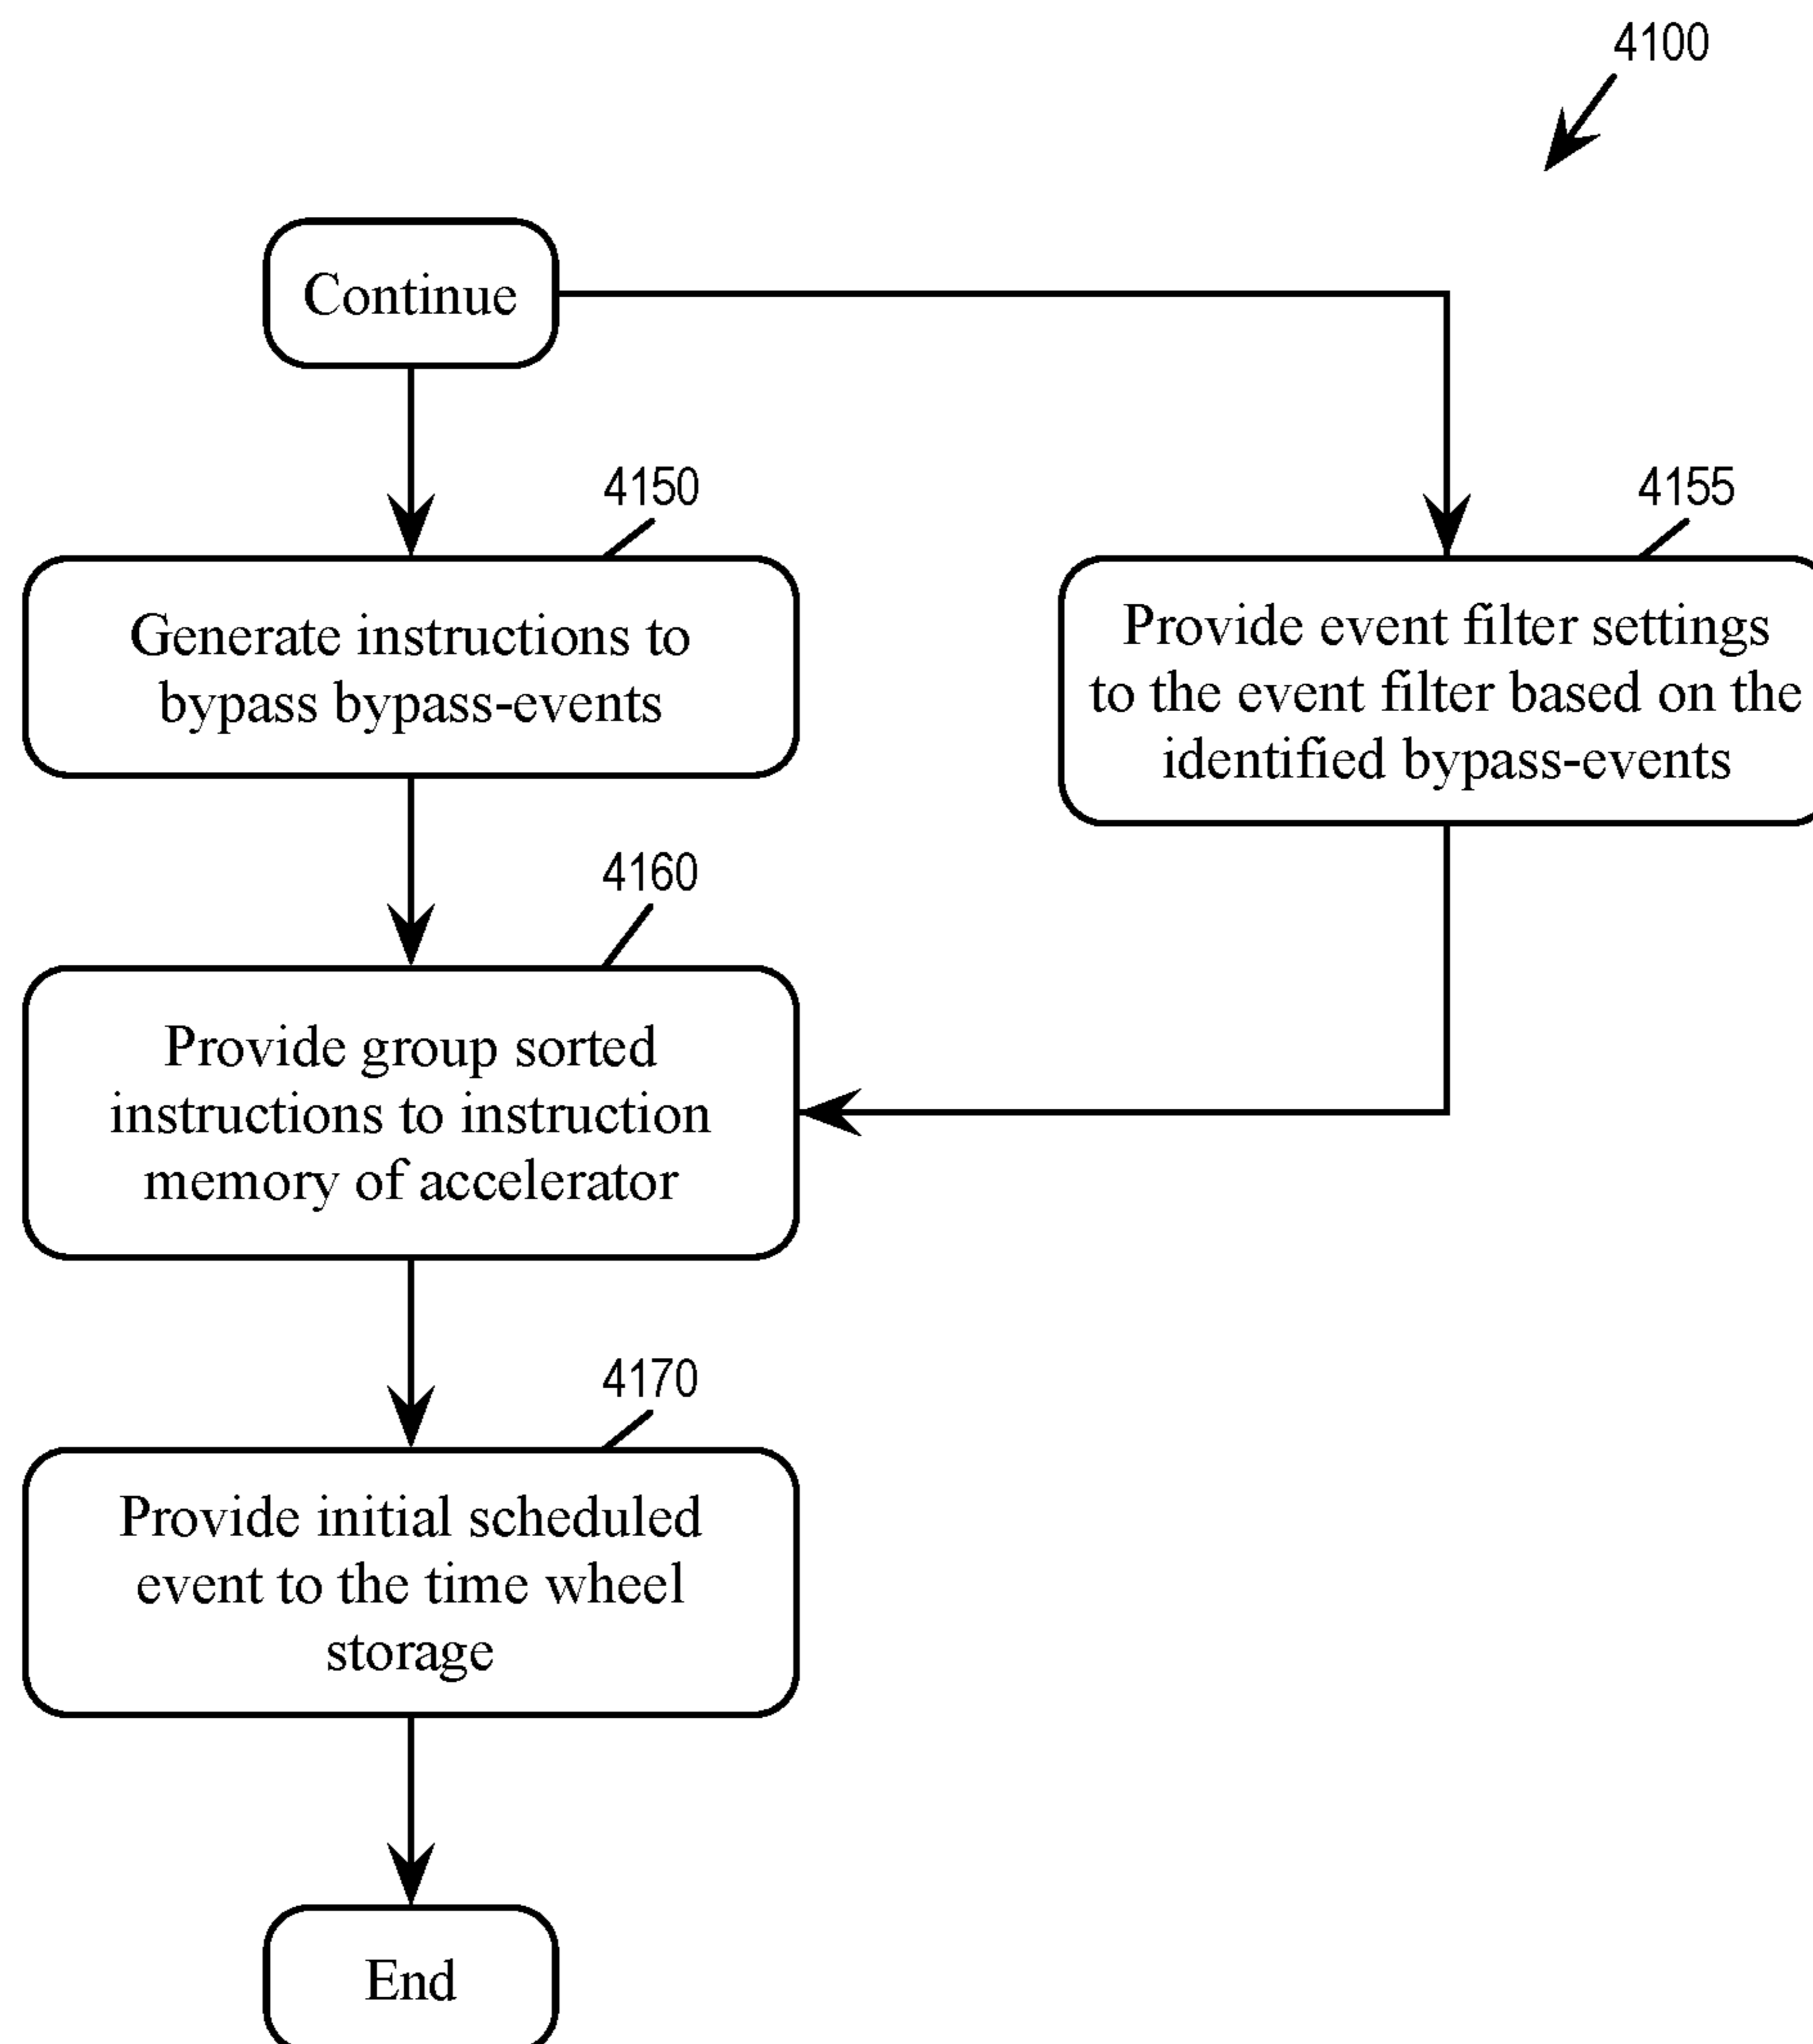 4100
Continue
4150
Generate instructions to
bypass bypass-events
4155
Provide event filter settings
to the event filter based on the
identified bypass-events
4160
Provide group sorted
instructions to instruction
memory of accelerator
4170
Provide initial scheduled
event to the time wheel
storage
End